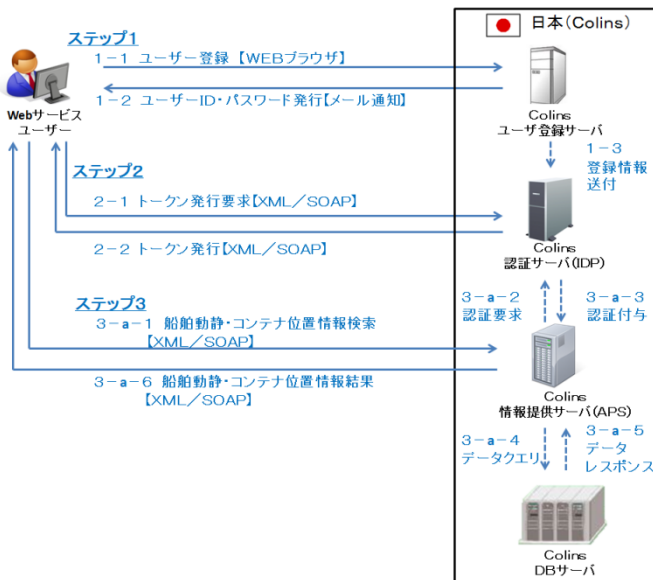 日本(Colins)
ステップ1
1-1 ユーザー登録 【WEBブラウザ】
1-2 ユーザーID・パスワード発行【メール通知】
Webサービス
ユーザー
Colins
ユーザ登録サーバ
1-3
登録情報
送付
ステップ2
2-1 トークン発行要求【XML/SOAP】
2-2 トークン発行【XML/SOAP】
Colins
認証サーバ(IDP)
3-a-2
認証要求
3-a-3
認証付与
ステップ3
3-a-1 船舶動静・コンテナ位置情報検索
【XML/SOAP】
3-a-6 船舶動静・コンテナ位置情報結果
【XML/SOAP】
Colins
情報提供サーバ(APS)
3-a-4
データクエリ
3-a-5
データ
レスポンス
Colins
DBサーバ